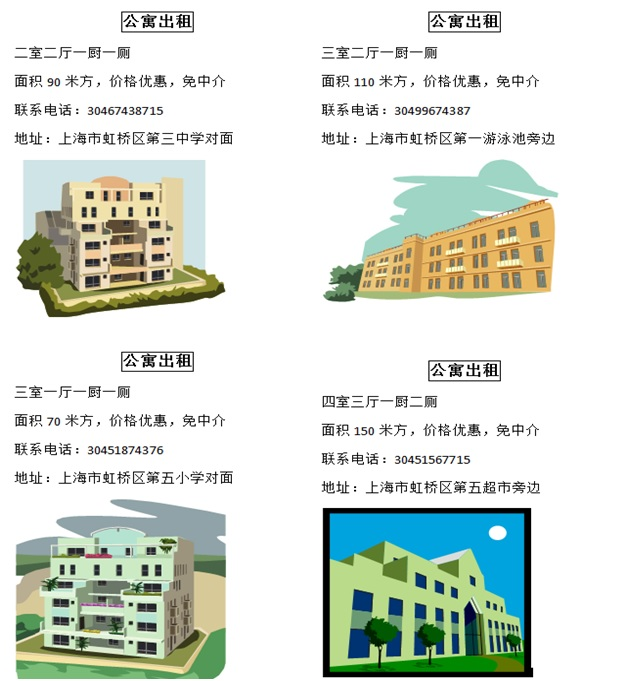 公寓出租
二室二厅一厨一厕
面积 90 米方，价格优惠，免中介
联系电话：30467438715
地址：上海市虹桥区第三中学对面
公寓出租
三室二厅一厨一厕
面积 110 米方，价格优惠，免中介
联系电话：30499674387
地址：上海市虹桥区第一游泳池旁边
公寓出租
三室一厅一厨一厕
面积 70 米方，价格优惠，免中介
联系电话：30451874376
地址：上海市虹桥区第五小学对面
公寓出租
四室三厅一厨二厕
面积 150 米方，价格优惠，免中介
联系电话：30451567715
地址：上海市虹桥区第五超市旁边